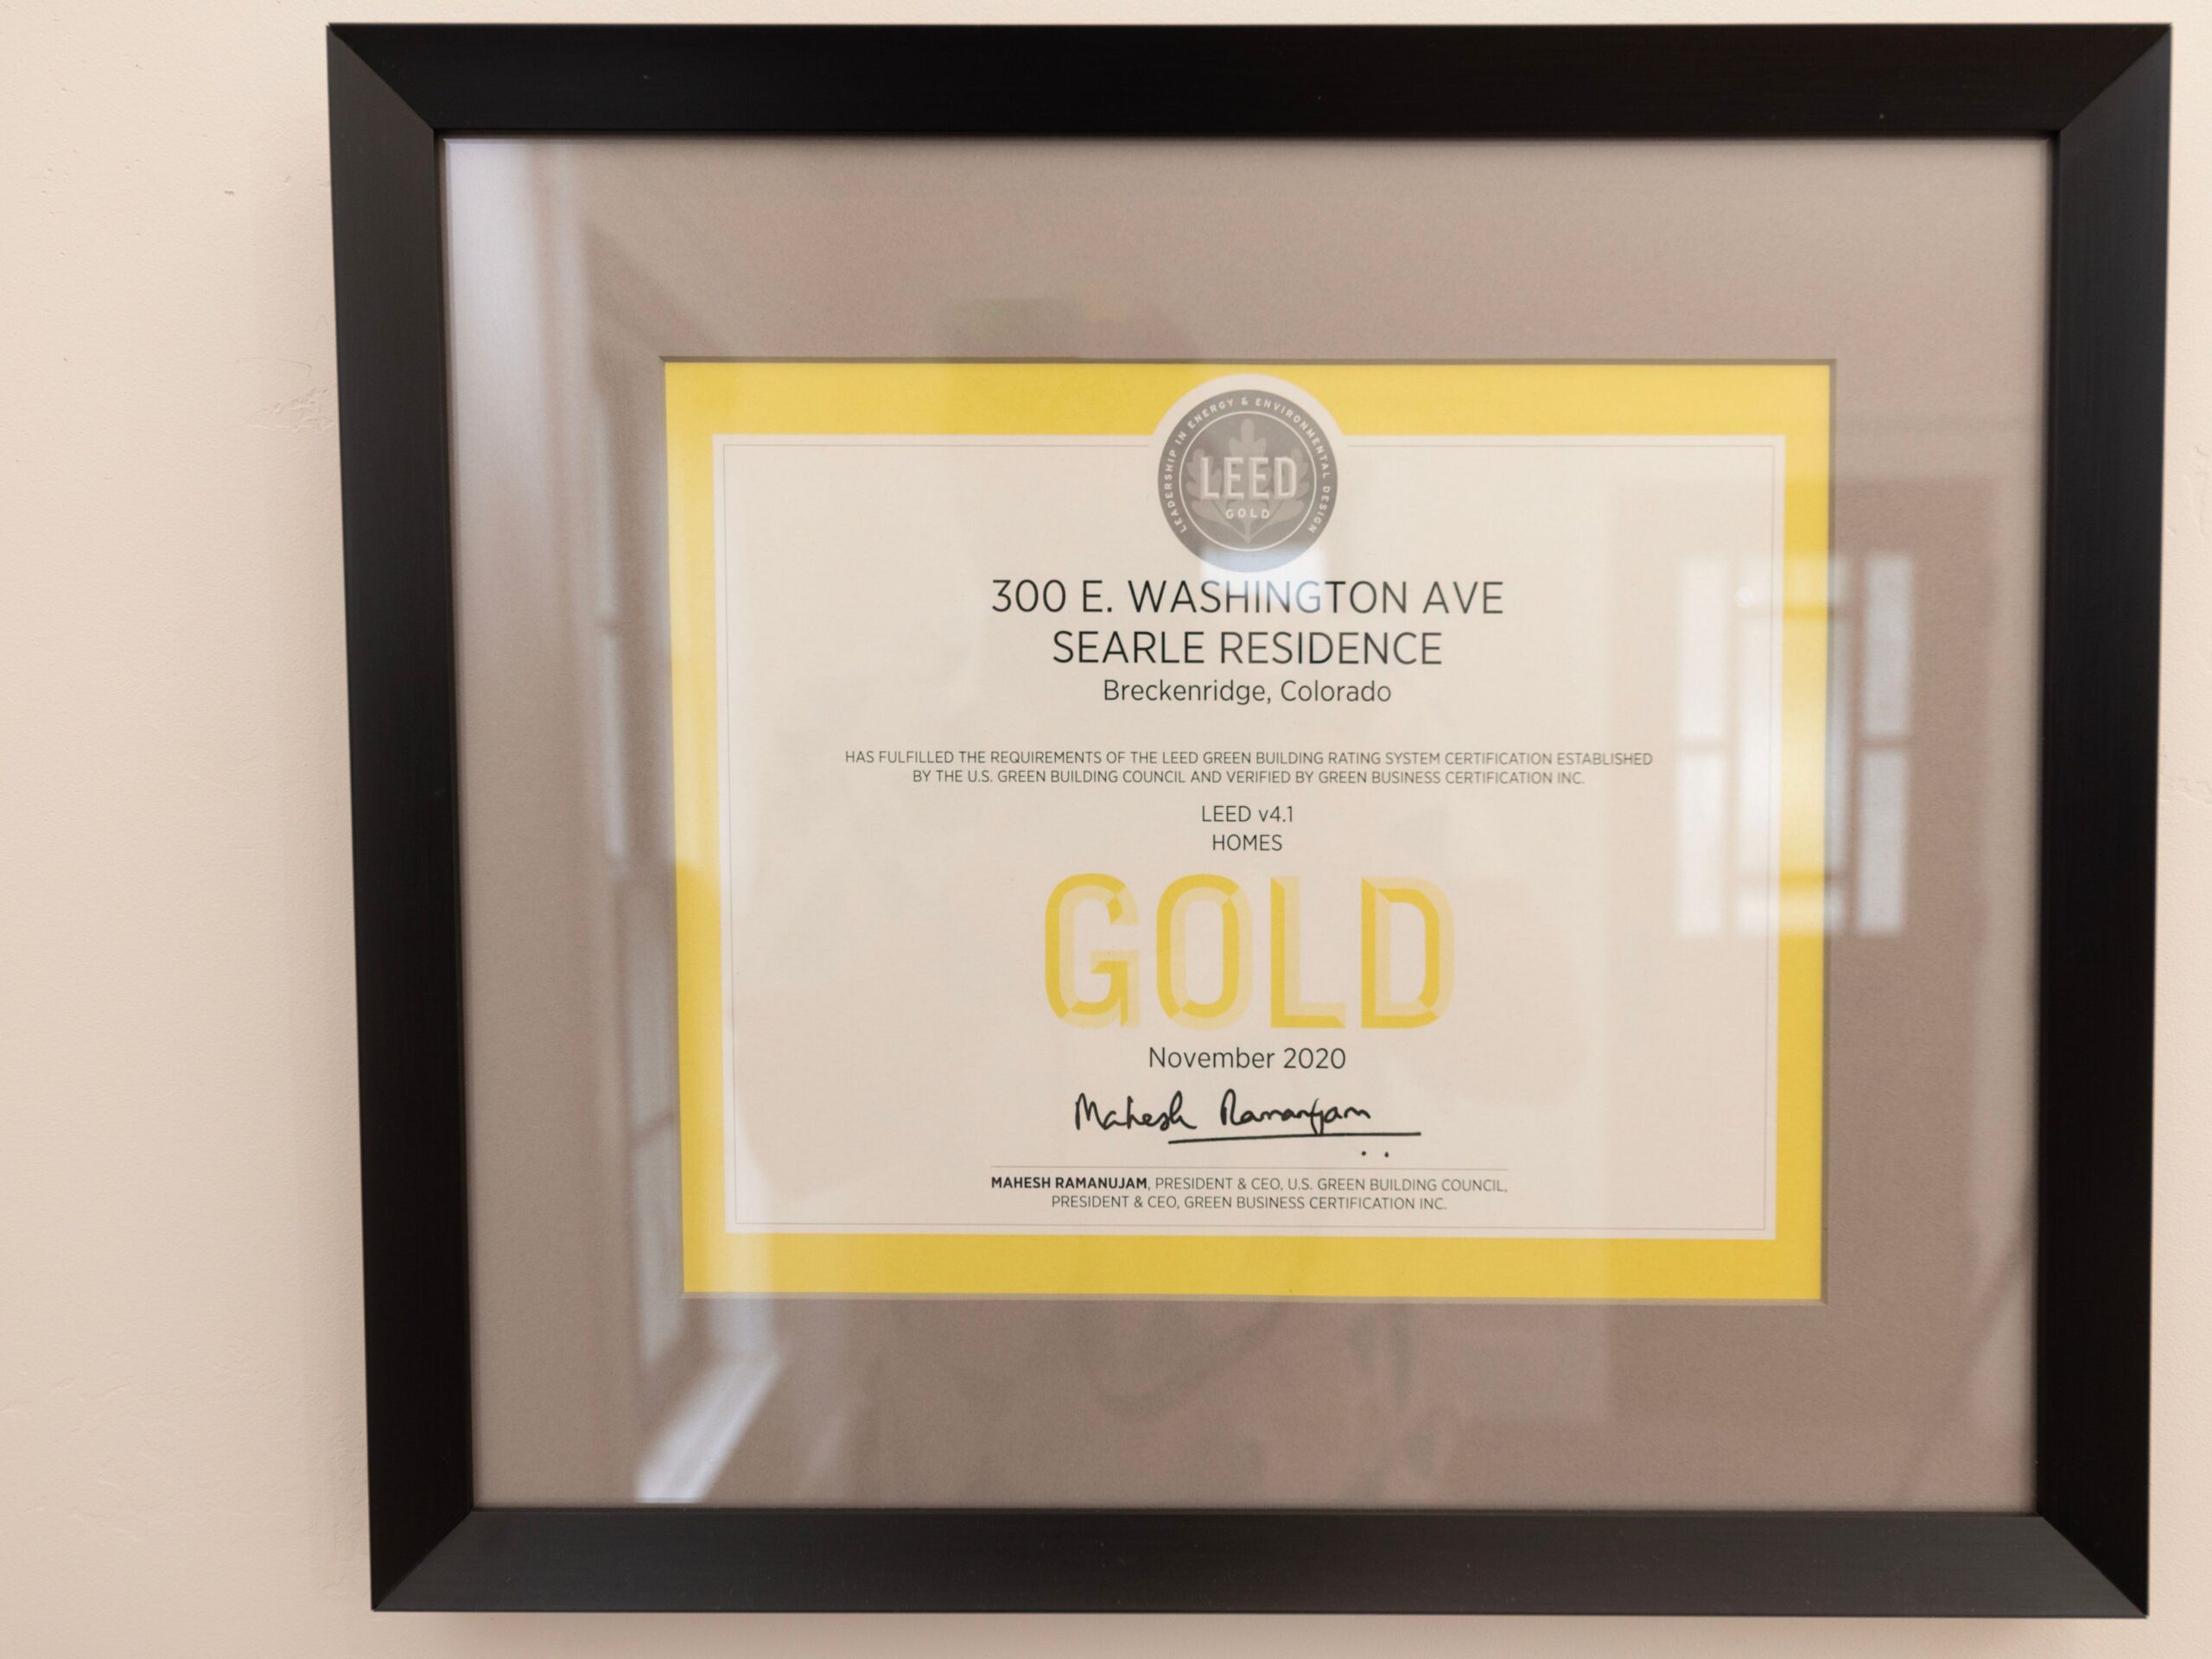 LEADERSHIP IN ENERGY & ENVIRONMENTAL DESIGN
LEED
GOLD
300 E. WASHINGTON AVE
SEARLE RESIDENCE
Breckenridge, Colorado
HAS FULFILLED THE REQUIREMENTS OF THE LEED GREEN BUILDING RATING SYSTEM CERTIFICATION ESTABLISHED
BY THE U.S. GREEN BUILDING COUNCIL AND VERIFIED BY GREEN BUSINESS CERTIFICATION INC.
LEED v4.1
HOMES
GOLD
November 2020
Mahesh Ramanujam
MAHESH RAMANUJAM, PRESIDENT & CEO, U.S. GREEN BUILDING COUNCIL,
PRESIDENT & CEO, GREEN BUSINESS CERTIFICATION INC.